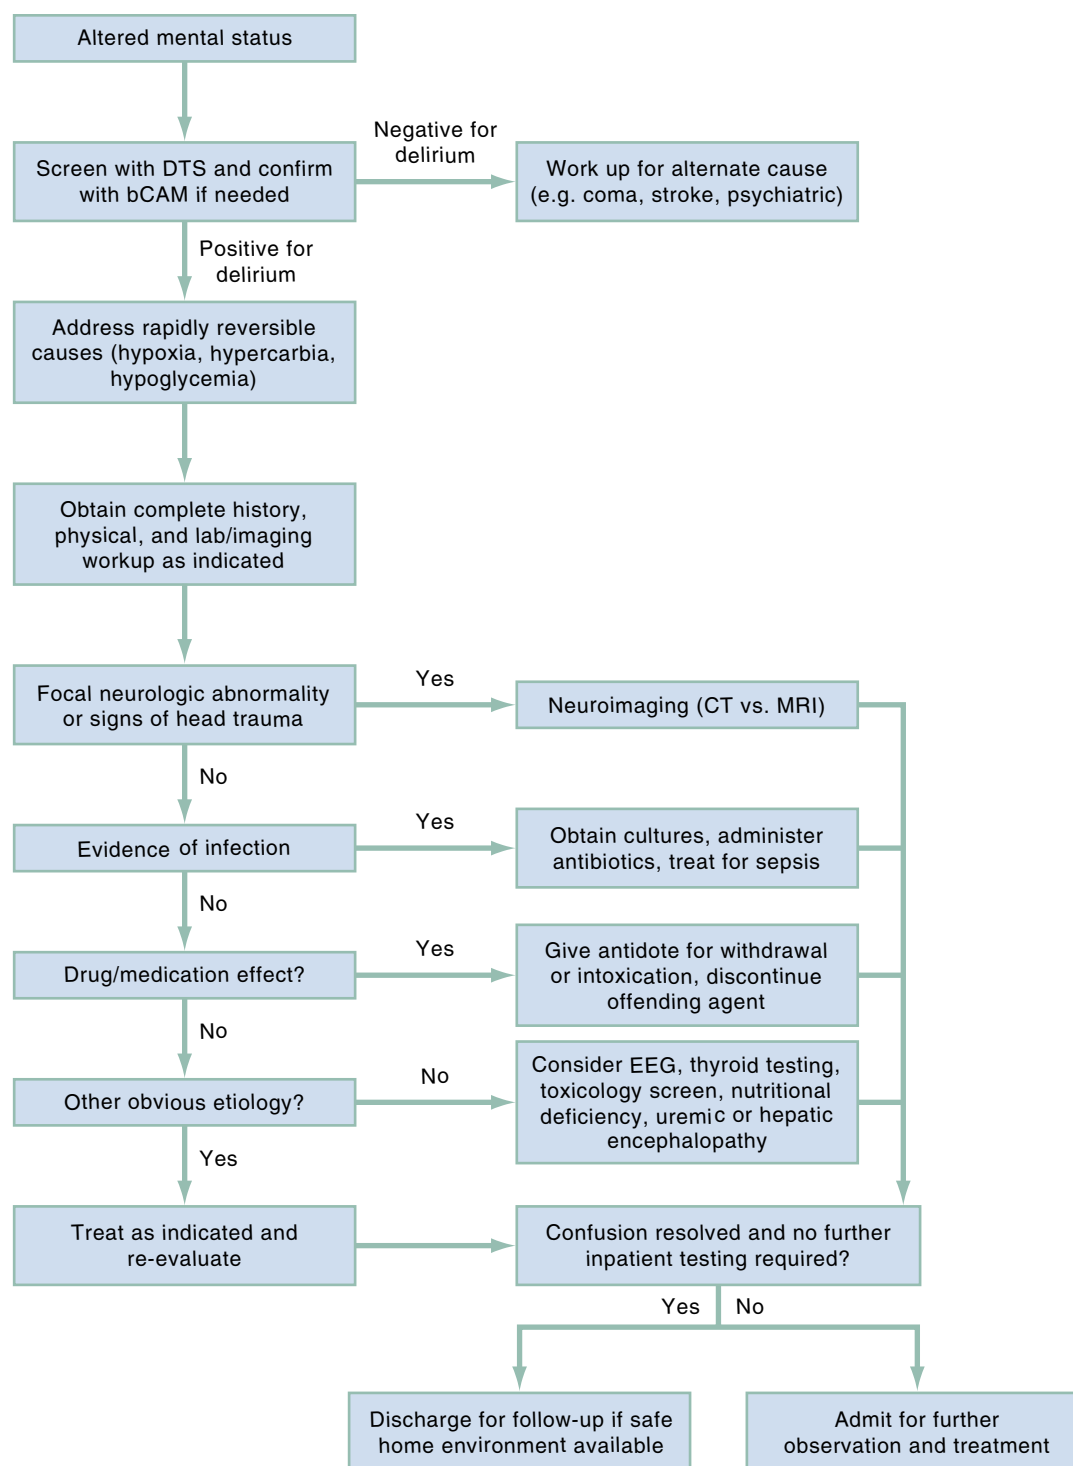 Altered mental status
Screen with DTS and confirm
with bCAM if needed
Negative for
delirium
Work up for alternate cause
(e.g. coma, stroke, psychiatric)
Positive for
delirium
Address rapidly reversible
causes (hypoxia, hypercarbia,
hypoglycemia)
Obtain complete history,
physical, and lab/imaging
workup as indicated
Focal neurologic abnormality
or signs of head trauma
Yes
Neuroimaging (CT vs. MRI)
No
Evidence of infection
Yes
Obtain cultures, administer
antibiotics, treat for sepsis
No
Drug/medication effect?
Yes
Give antidote for withdrawal
or intoxication, discontinue
offending agent
No
Other obvious etiology?
No
Consider EEG, thyroid testing,
toxicology screen, nutritional
deficiency, uremic or hepatic
encephalopathy
Yes
Treat as indicated and
re-evaluate
Confusion resolved and no further
inpatient testing required?
Yes
No
Discharge for follow-up if safe
home environment available
Admit for further
observation and treatment